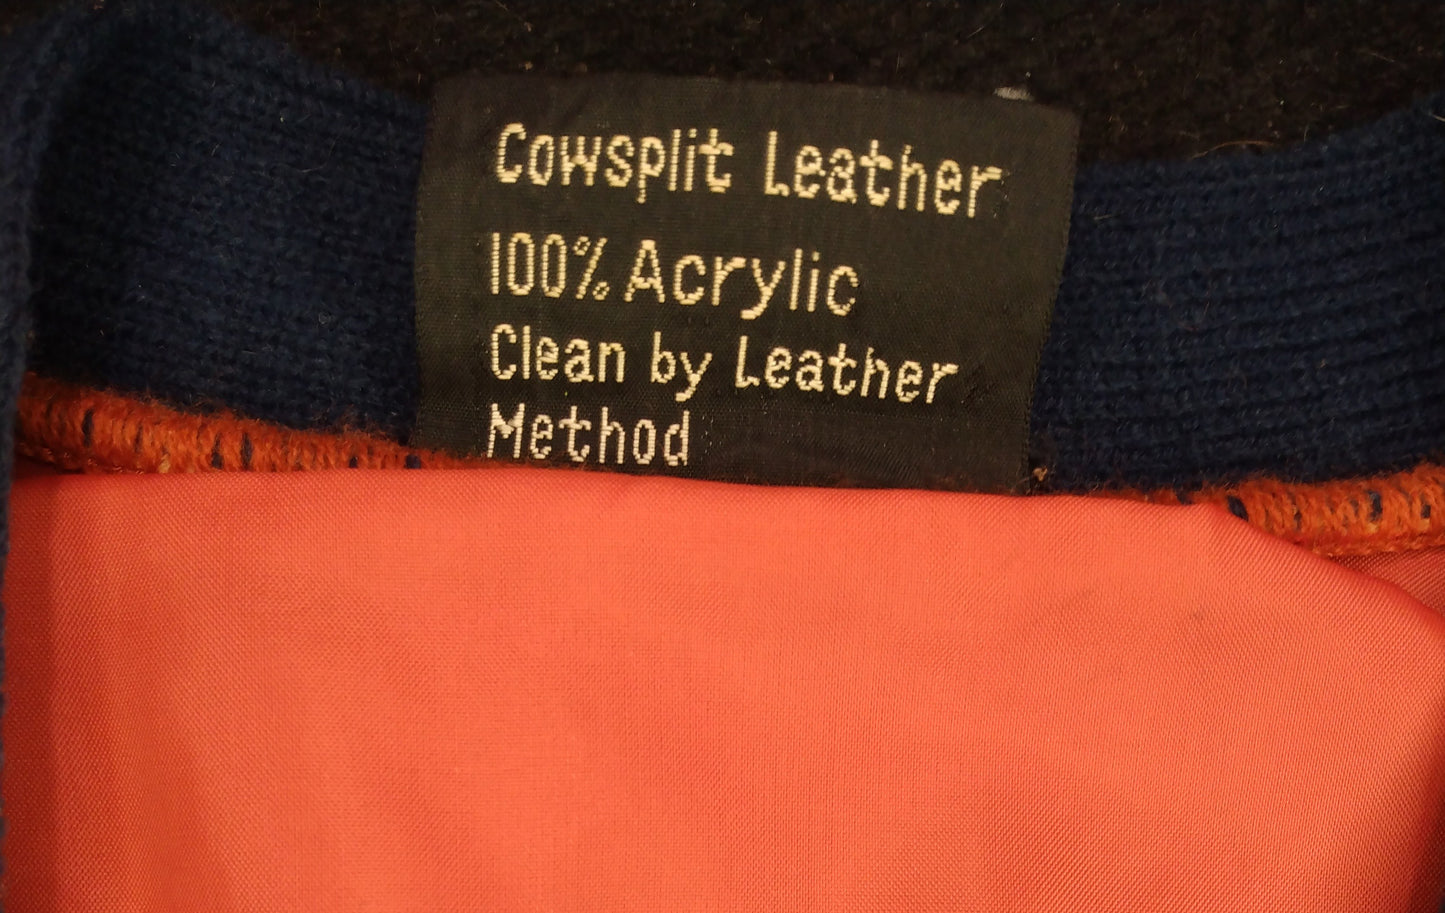 Cowsplit Leather
100% Acrylic
Clean by Leather
Method